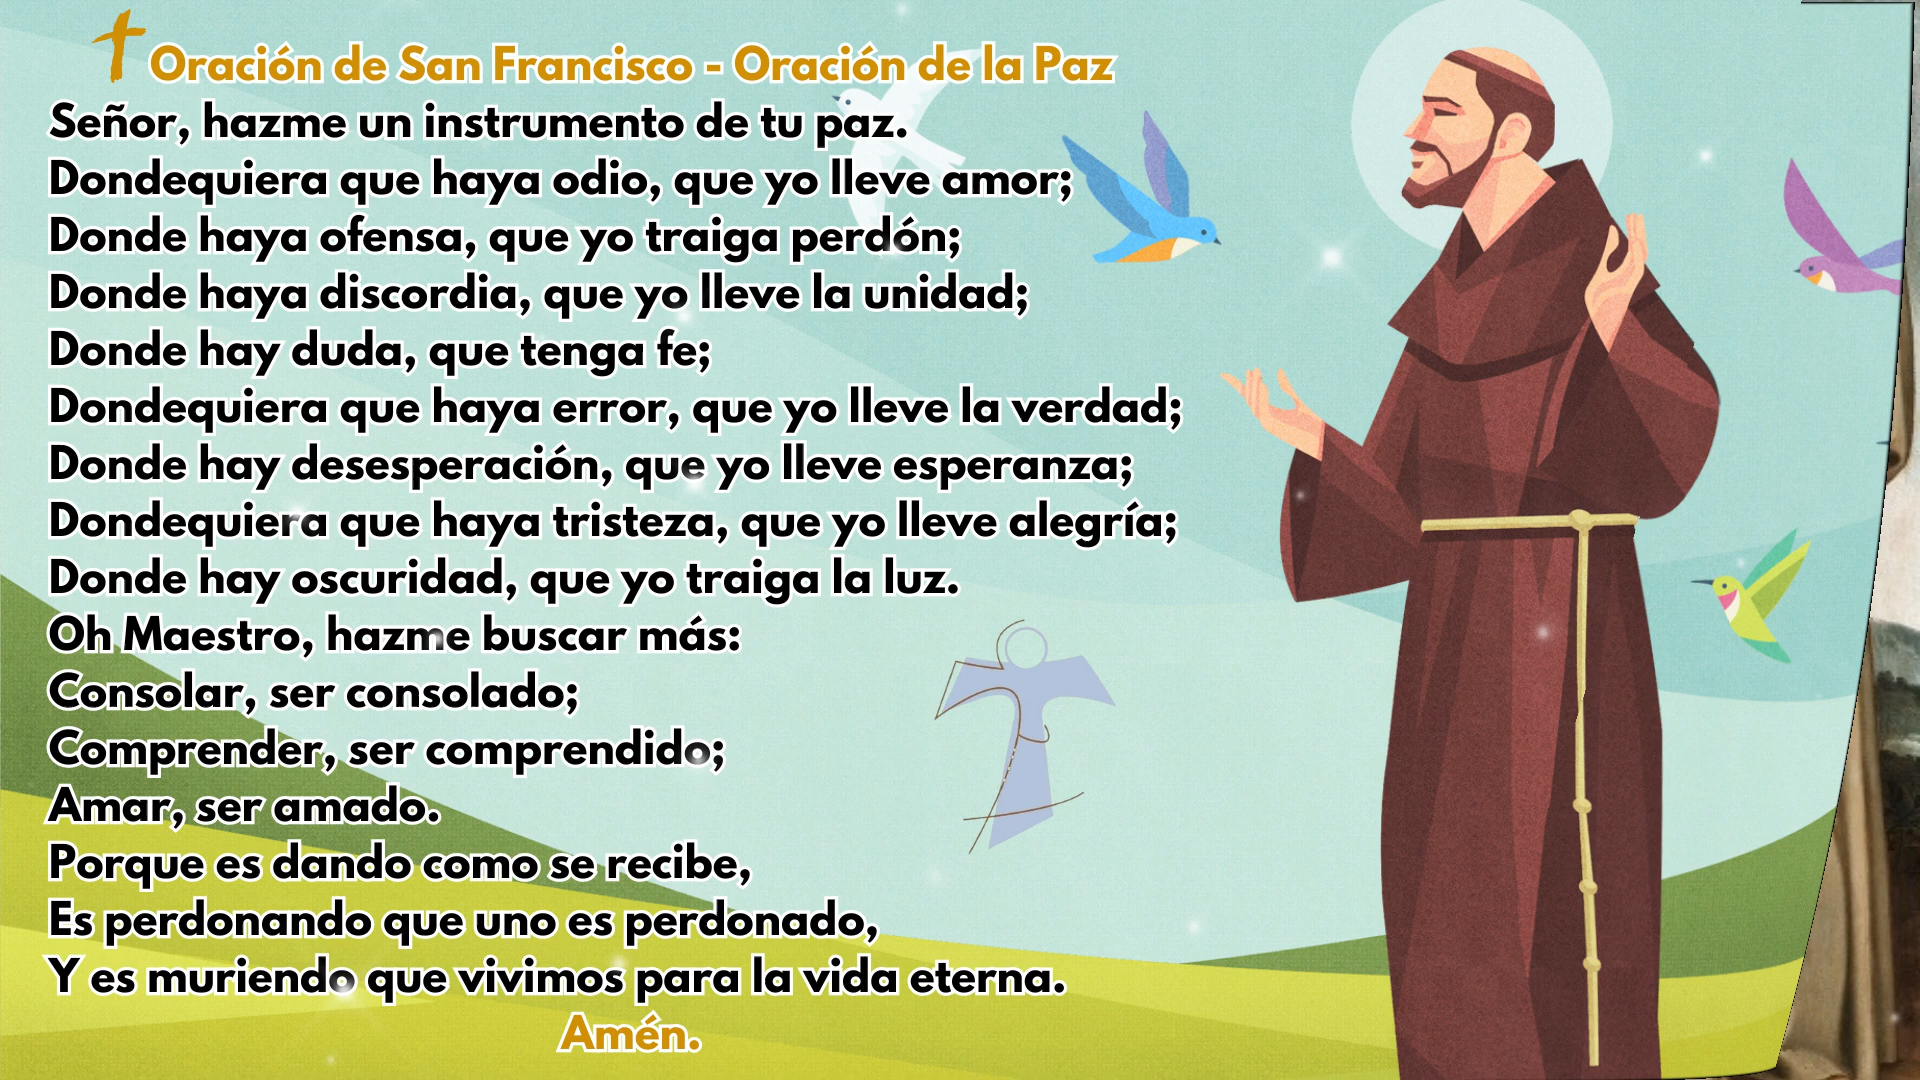 Oración de San Francisco - Oración de la Paz
Señor, hazme un instrumento de tu paz.
Dondequiera que haya odio, que yo lleve amor;
Donde haya ofensa, que yo traiga perdón;
Donde haya discordia, que yo lleve la unidad;
Donde hay duda, que tenga fe;
Dondequiera que haya error, que yo lleve la verdad;
Donde hay desesperación, que yo lleve esperanza;
Dondequiera que haya tristeza, que yo lleve alegría;
Donde hay oscuridad, que yo traiga la luz.
Oh Maestro, hazme buscar más:
Consolar, ser consolado;
Comprender, ser comprendido;
Amar, ser amado.
Porque es dando como se recibe,
Es perdonando que uno es perdonado,
Y es muriendo que vivimos para la vida eterna.
Amén.